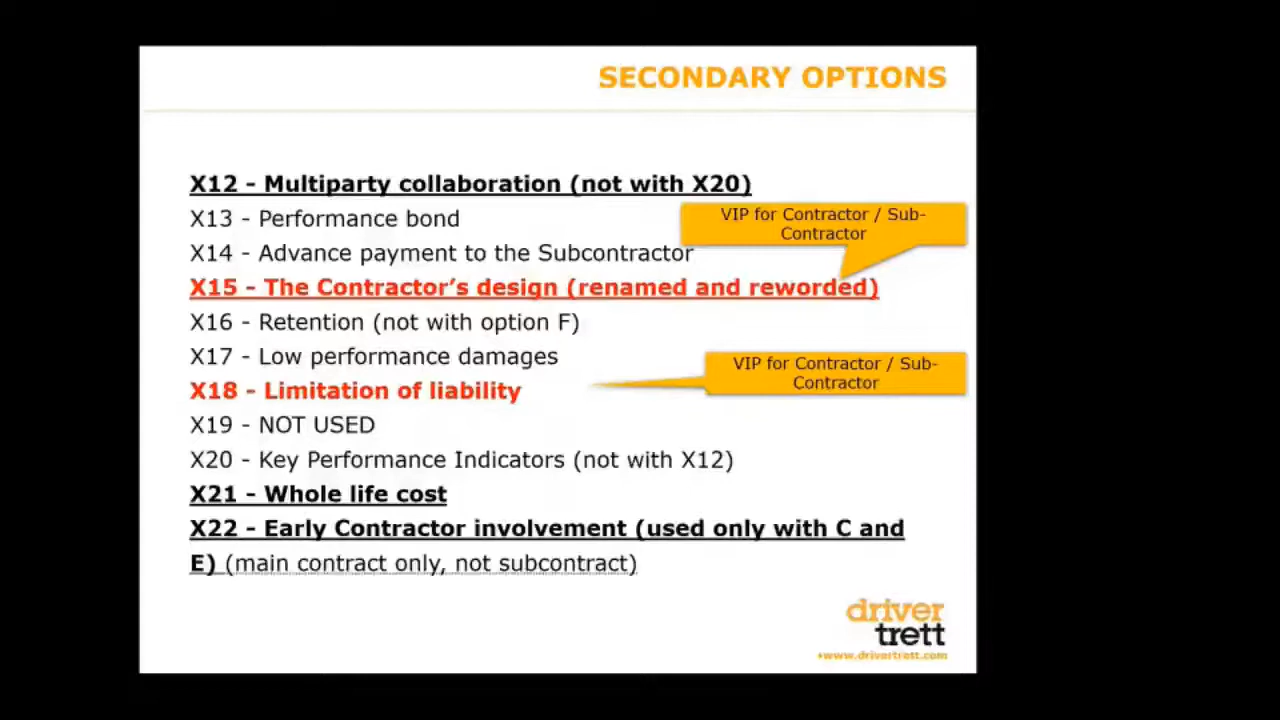 SECONDARY OPTIONS
X12 - Multiparty collaboration (not with X20)
X13 - Performance bond
VIP for Contractor / Sub-
Contractor
X14 - Advance payment to the Subcontractor
X15 - The Contractor’s design (renamed and reworded)
X16 - Retention (not with option F)
X17 - Low performance damages
VIP for Contractor / Sub-
Contractor
X18 - Limitation of liability
X19 - NOT USED
X20 - Key Performance Indicators (not with X12)
X21 - Whole life cost
X22 - Early Contractor involvement (used only with C and
E) (main contract only, not subcontract)
driver
trett
•www.drivertrett.com